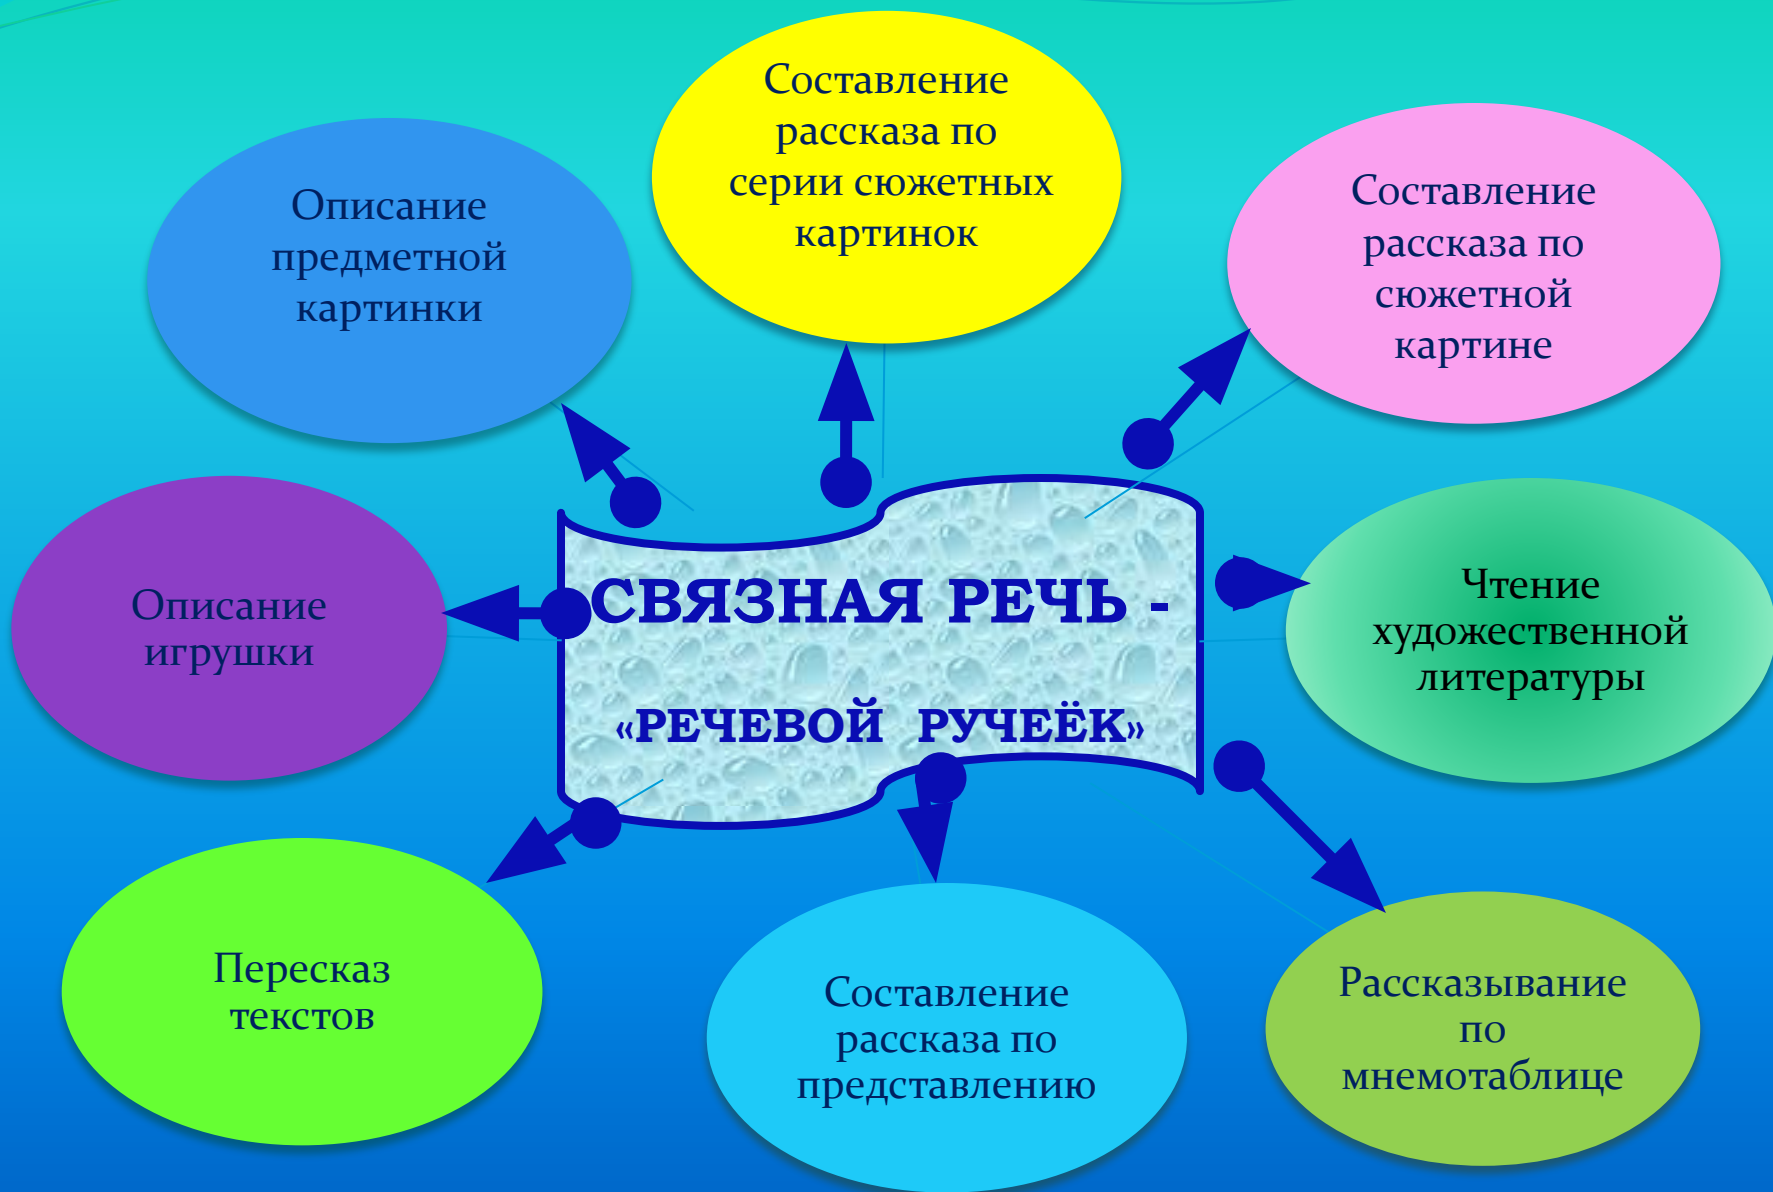 Составление
рассказа по
серии сюжетных
картинок
Описание
предметной
картинки
Составление
рассказа по
сюжетной
картине
СВЯЗНАЯ РЕЧЬ -
«РЕЧЕВОЙ РУЧЕЁК»
Описание
игрушки
Чтение
художественной
литературы
Пересказ
текстов
Составление
рассказа по
представлению
Рассказывание
по
мнемотаблице